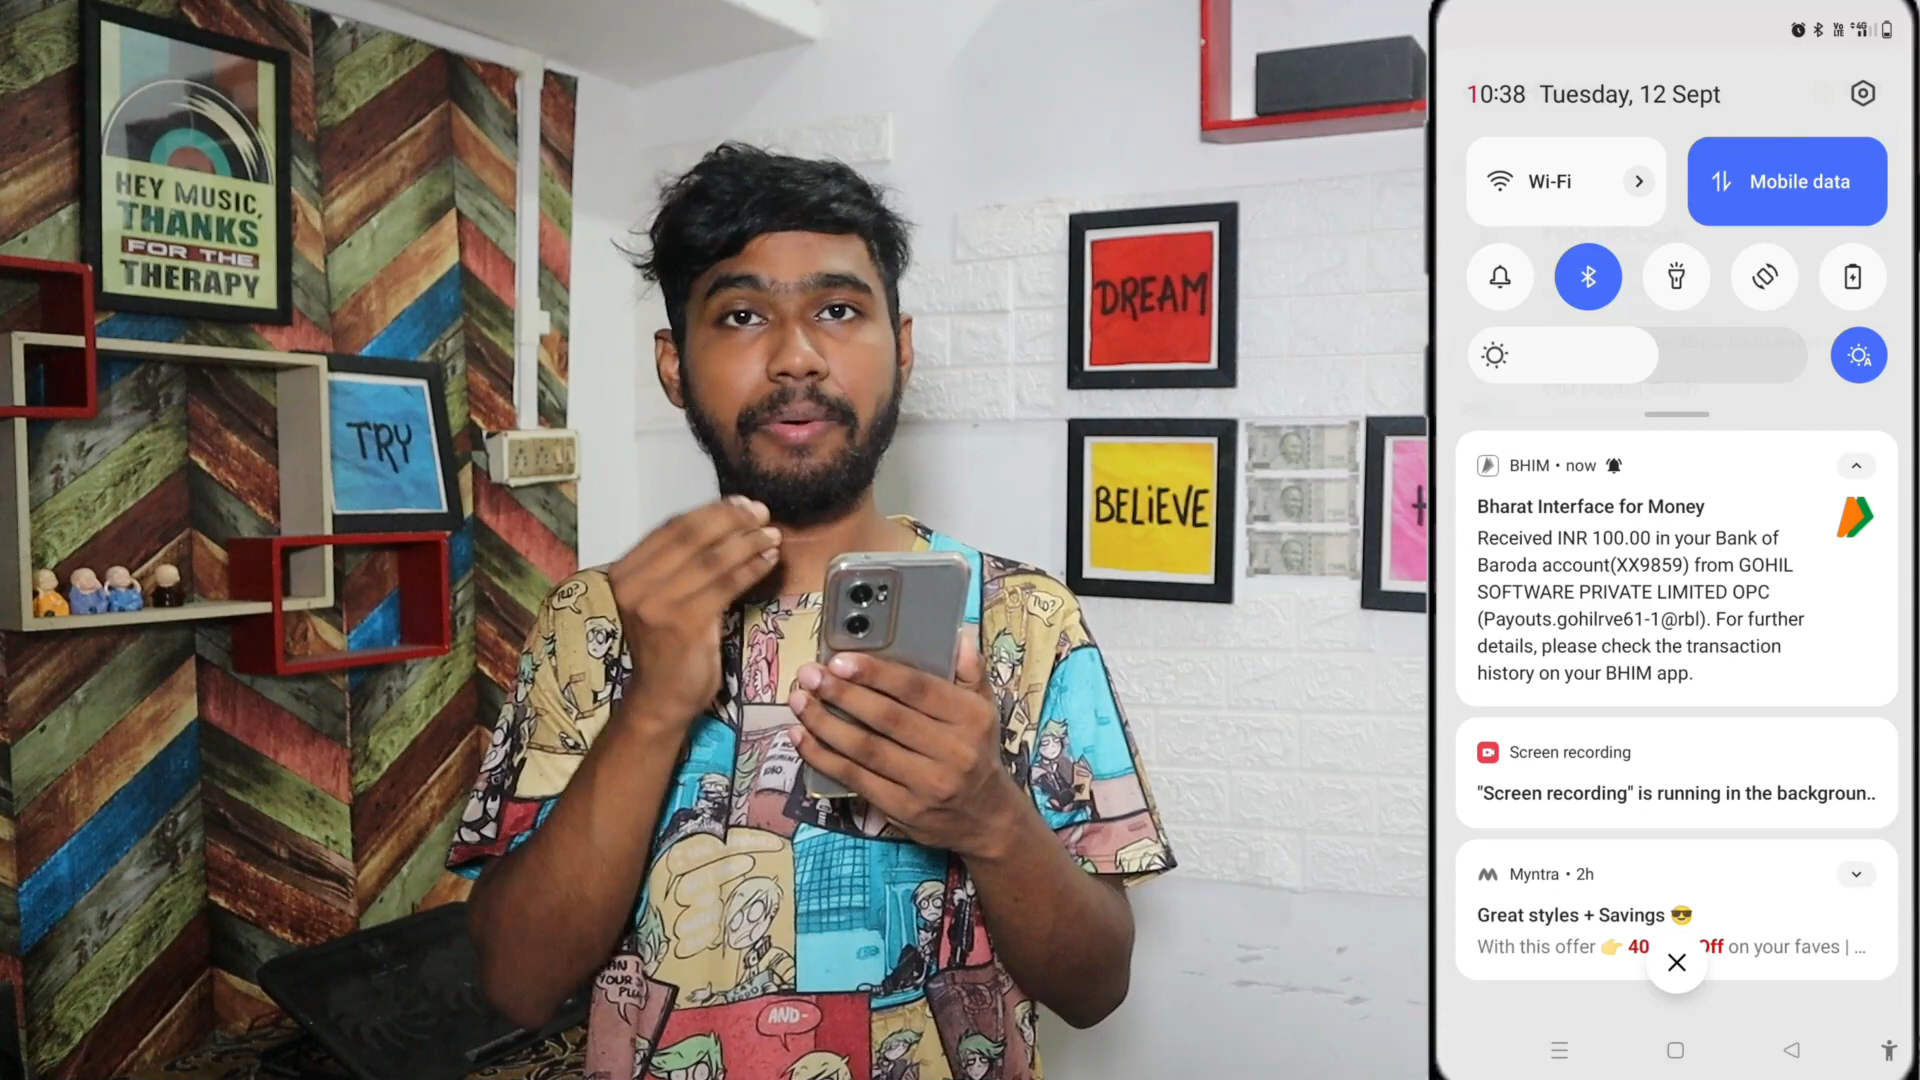 HEY MUSIC,
THANKS
FOR THE
THERAPY
TRY
DREAM
BELiEVE
TLD?
TLD?
AND-
10:38 Tuesday, 12 Sept
Wi-Fi
Mobile data
BHIM • now
Bharat Interface for Money
Received INR 100.00 in your Bank of
Baroda account(XX9859) from GOHIL
SOFTWARE PRIVATE LIMITED OPC
(Payouts.gohilrve61-1@rbl). For further
details, please check the transaction
history on your BHIM app.
Screen recording
"Screen recording" is running in the backgroun..
Myntra • 2h
Great styles + Savings 😎
With this offer 👉 40 Off on your faves | ...